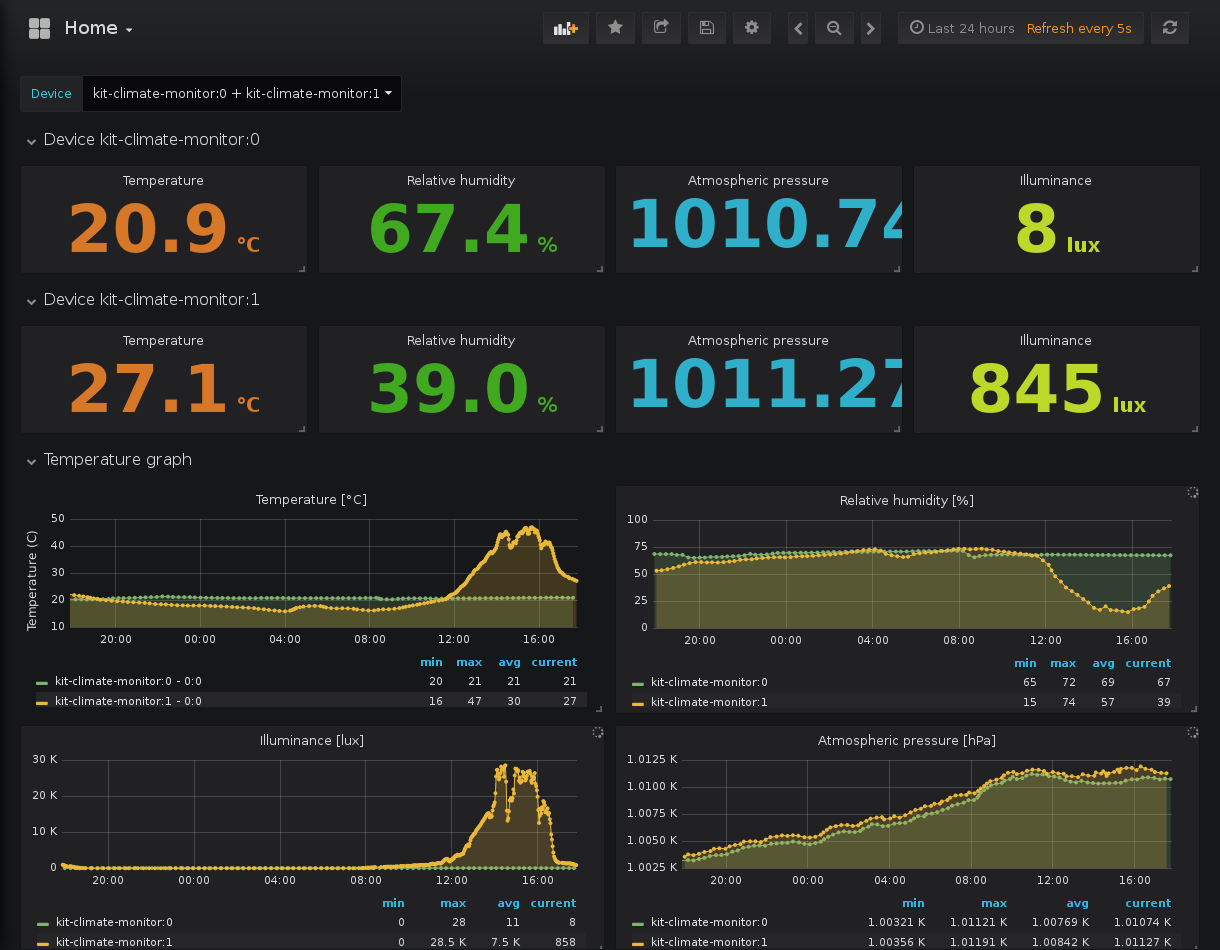 Home
Last 24 hours Refresh every 5s
Device kit-climate-monitor:0 + kit-climate-monitor:1
Device kit-climate-monitor:0
Temperature Relative humidity Atmospheric pressure Illuminance
20.9 °C 67.4 % 1010.74 8 lux
Device kit-climate-monitor:1
Temperature Relative humidity Atmospheric pressure Illuminance
27.1 °C 39.0 % 1011.27 845 lux
Temperature graph
Temperature [°C]
Temperature (C)
50
40
30
20
10
20:00 00:00 04:00 08:00 12:00 16:00
min max avg current
kit-climate-monitor:0 - 0:0 20 21 21 21
kit-climate-monitor:1 - 0:0 16 47 30 27
Relative humidity [%]
100
75
50
25
0
20:00 00:00 04:00 08:00 12:00 16:00
min max avg current
kit-climate-monitor:0 65 72 69 67
kit-climate-monitor:1 15 74 57 39
Illuminance [lux]
30 K
20 K
10 K
0
20:00 00:00 04:00 08:00 12:00 16:00
min max avg current
kit-climate-monitor:0 0 28 11 8
kit-climate-monitor:1 0 28.5 K 7.5 K 858
Atmospheric pressure [hPa]
1.0125 K
1.0100 K
1.0075 K
1.0050 K
1.0025 K
20:00 00:00 04:00 08:00 12:00 16:00
min max avg current
kit-climate-monitor:0 1.00321 K 1.01121 K 1.00769 K 1.01074 K
kit-climate-monitor:1 1.00356 K 1.01191 K 1.00842 K 1.01127 K